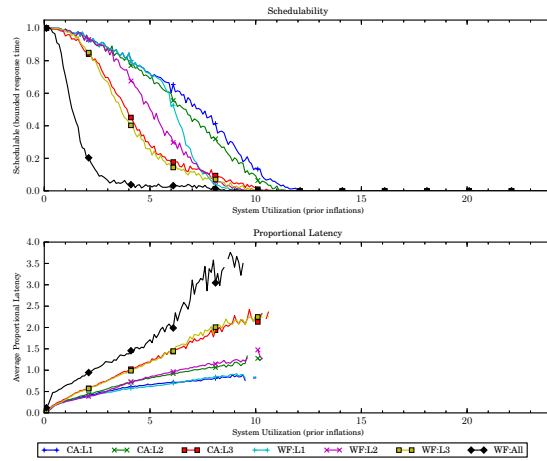 Schedulability
Schedulable (bounded response time)
1.0
0.8
0.6
0.4
0.2
0.0
0 5 10 15 20
System Utilization (prior inflations)
Proportional Latency
Average Proportional Latency
4.0
3.5
3.0
2.5
2.0
1.5
1.0
0.5
0.0
0 5 10 15 20
System Utilization (prior inflations)
CA:L1 CA:L2 CA:L3 WF:L1 WF:L2 WF:L3 WF:All